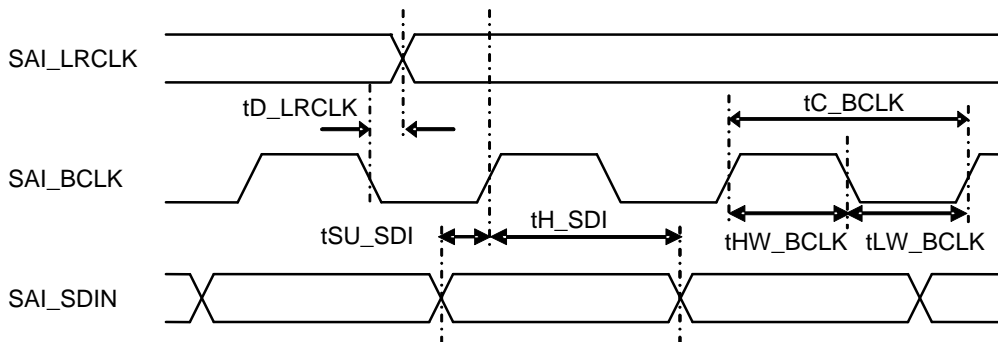 SAI_LRCLK
tD_LRCLK
tC_BCLK
SAI_BCLK
tSU_SDI
tH_SDI
tHW_BCLK
tLW_BCLK
SAI_SDIN